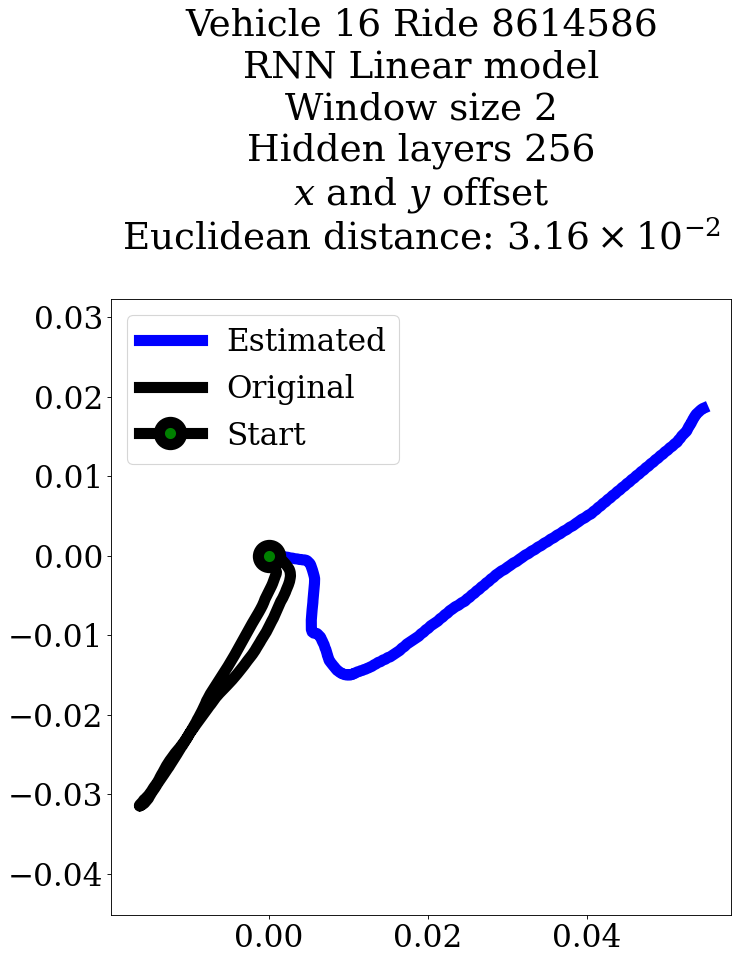 Vehicle 16 Ride 8614586
RNN Linear model
Window size 2
Hidden layers 256
x and y offset
Euclidean distance: 3.16 × 10⁻²
Estimated
Original
Start
0.03
0.02
0.01
0.00
−0.01
−0.02
−0.03
−0.04
0.00 0.02 0.04